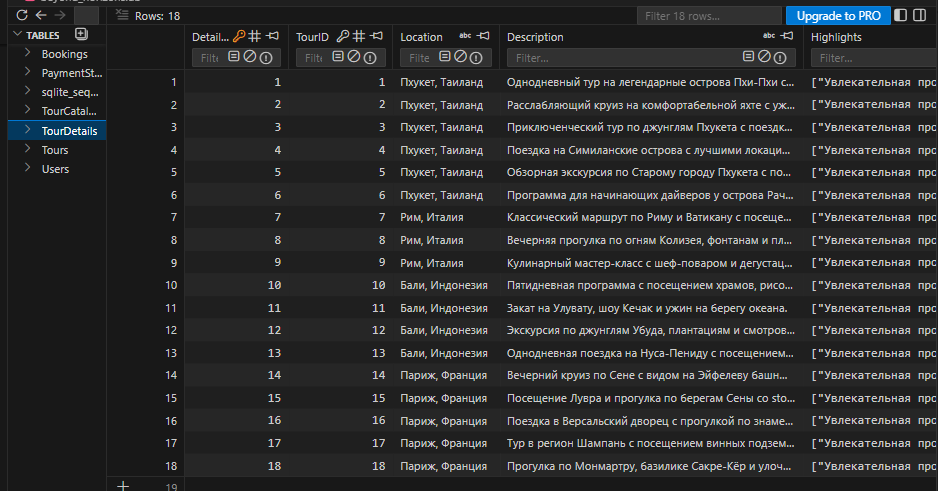 Rows: 18
Filter 18 rows...
Upgrade to PRO
TABLES
Bookings
PaymentSt...
sqlite_seq...
TourCatal...
TourDetails
Tours
Users
Detail... TourID Location Description Highlights
Filte Filte Filte Filter... Filter...
1 1 1 Пхукет, Таиланд Однодневный тур на легендарные острова Пхи-Пхи с... ["Увлекательная про
2 2 2 Пхукет, Таиланд Расслабляющий круиз на комфортабельной яхте с уж... ["Увлекательная про
3 3 3 Пхукет, Таиланд Приключенческий тур по джунглям Пхукета с поездк... ["Увлекательная про
4 4 4 Пхукет, Таиланд Поездка на Симиланские острова с лучшими локаци... ["Увлекательная про
5 5 5 Пхукет, Таиланд Обзорная экскурсия по Старому городу Пхукета с по... ["Увлекательная про
6 6 6 Пхукет, Таиланд Программа для начинающих дайверов у острова Рач... ["Увлекательная про
7 7 7 Рим, Италия Классический маршрут по Риму и Ватикану с посеще... ["Увлекательная про
8 8 8 Рим, Италия Вечерняя прогулка по огням Колизея, фонтанам и пл... ["Увлекательная про
9 9 9 Рим, Италия Кулинарный мастер-класс с шеф-поваром и дегустац... ["Увлекательная про
10 10 10 Бали, Индонезия Пятидневная программа с посещением храмов, рисо... ["Увлекательная про
11 11 11 Бали, Индонезия Закат на Улувату, шоу Кечак и ужин на берегу океана. ["Увлекательная про
12 12 12 Бали, Индонезия Экскурсия по джунглям Убуда, плантациям и смотров... ["Увлекательная про
13 13 13 Бали, Индонезия Однодневная поездка на Нуса-Пениду с посещением... ["Увлекательная про
14 14 14 Париж, Франция Вечерний круиз по Сене с видом на Эйфелеву башн... ["Увлекательная про
15 15 15 Париж, Франция Посещение Лувра и прогулка по берегам Сены со sto... ["Увлекательная про
16 16 16 Париж, Франция Поездка в Версальский дворец с прогулкой по знаме... ["Увлекательная про
17 17 17 Париж, Франция Тур в регион Шампань с посещением винных подзем... ["Увлекательная про
18 18 18 Париж, Франция Прогулка по Монмартру, базилике Сакре-Кёр и улоч... ["Увлекательная про
19